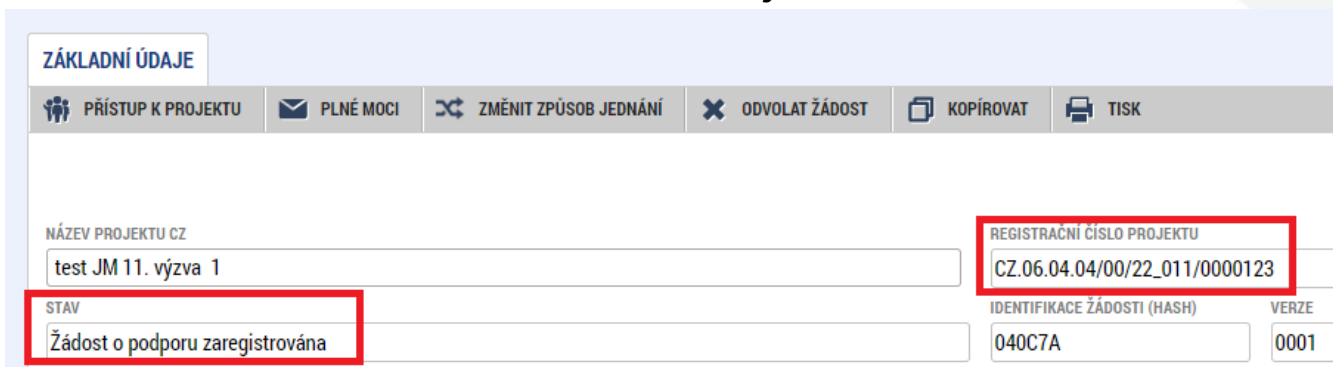 ZÁKLADNÍ ÚDAJE
PŘÍSTUP K PROJEKTU PLNÉ MOCI ZMĚNIT ZPŮSOB JEDNÁNÍ ODVOLAT ŽÁDOST KOPÍROVAT TISK
NÁZEV PROJEKTU CZ REGISTRAČNÍ ČÍSLO PROJEKTU
test JM 11. výzva 1 CZ.06.04.04/00/22_011/0000123
STAV IDENTIFIKACE ŽÁDOSTI (HASH) VERZE
Žádost o podporu zaregistrována 040C7A 0001